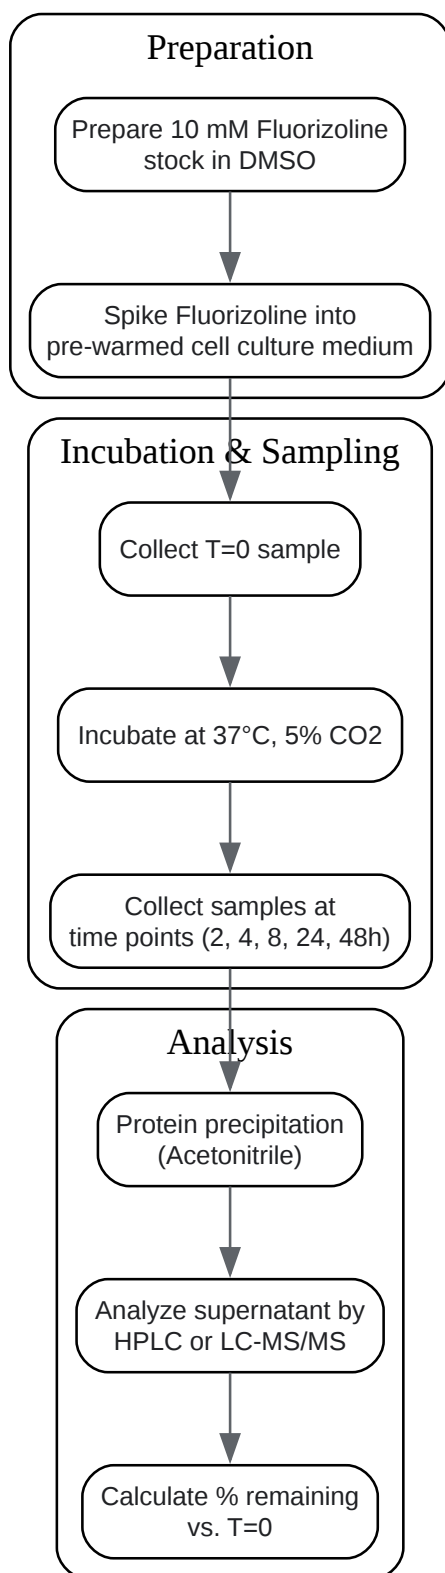 Preparation
Prepare 10 mM Fluorizoline
stock in DMSO
Spike Fluorizoline into
pre-warmed cell culture medium
Incubation & Sampling
Collect T=0 sample
Incubate at 37°C, 5% CO2
Collect samples at
time points (2, 4, 8, 24, 48h)
Analysis
Protein precipitation
(Acetonitrile)
Analyze supernatant by
HPLC or LC-MS/MS
Calculate % remaining
vs. T=0